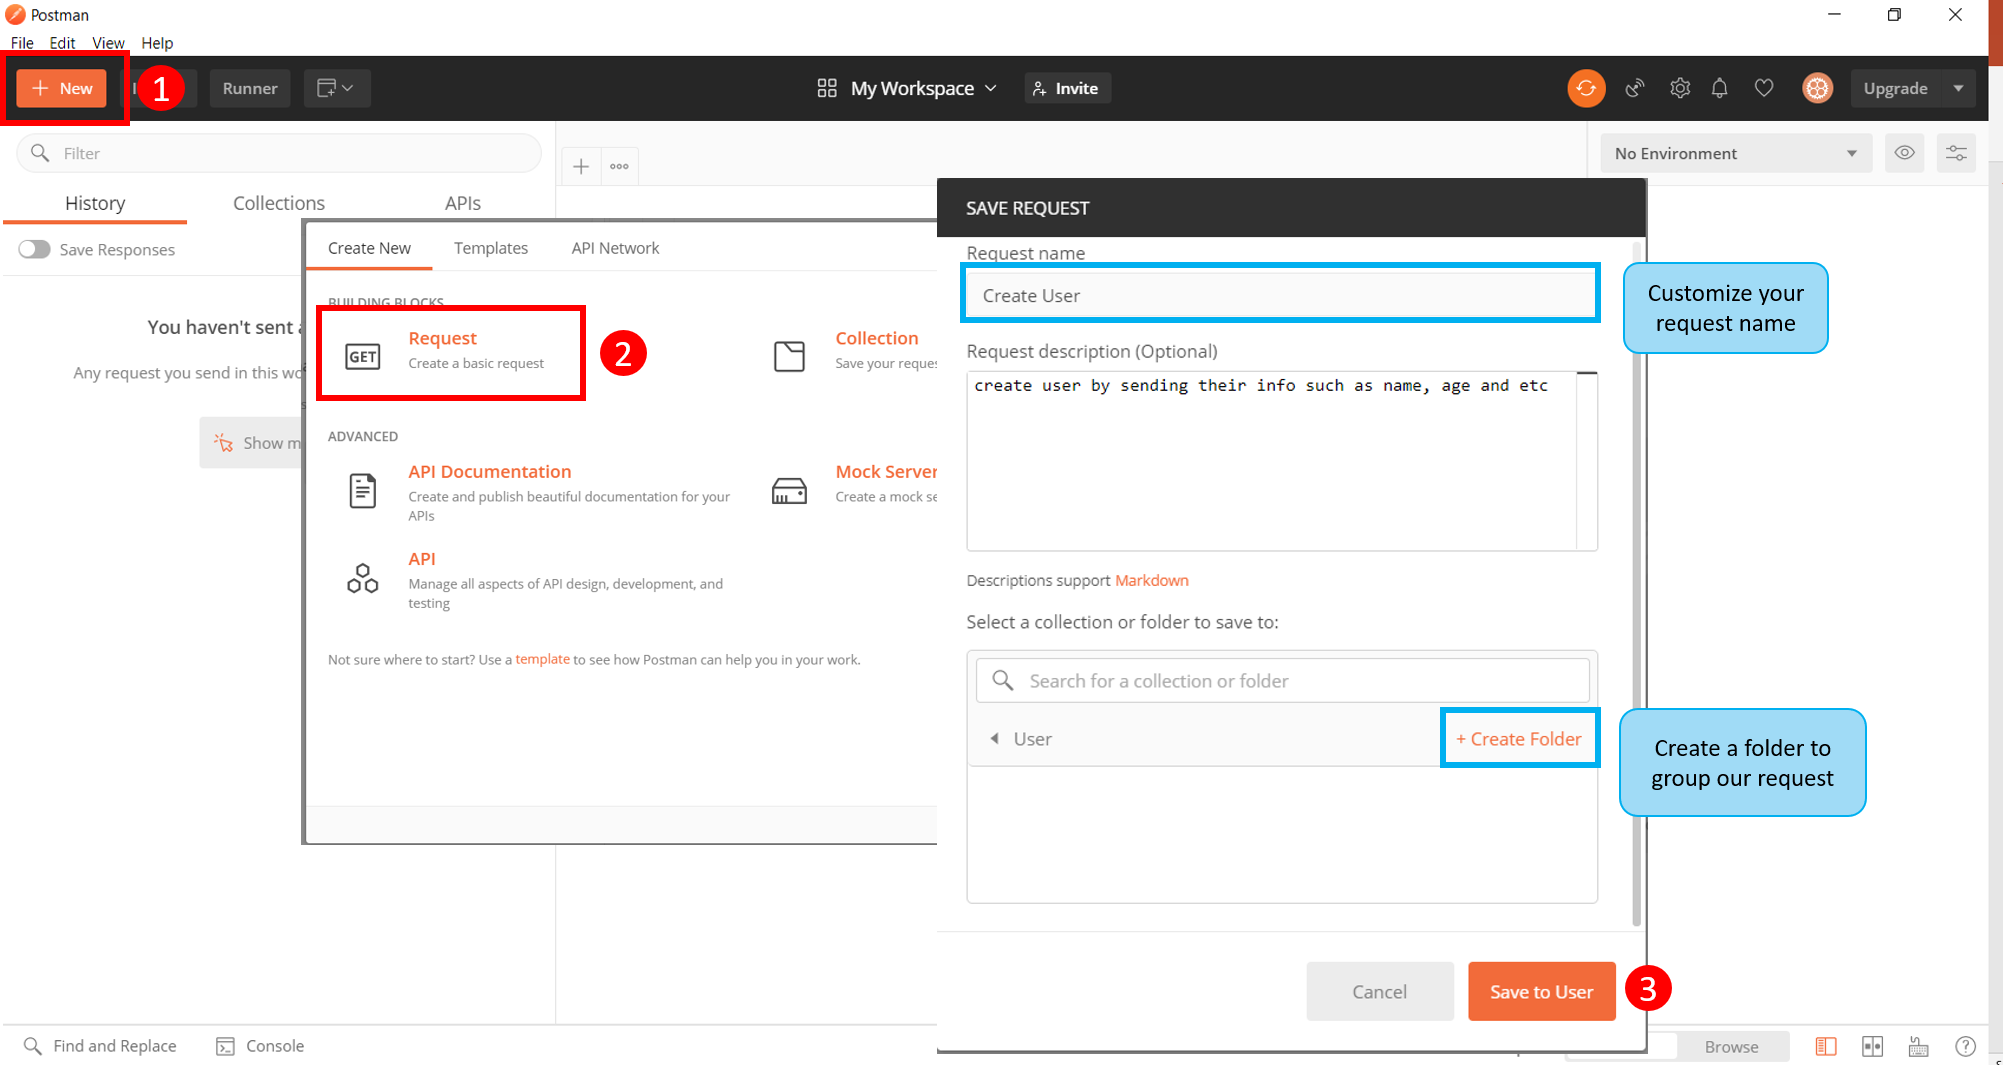 Postman
File Edit View Help
+ New
1
Runner
My Workspace
Invite
Upgrade
Filter
No Environment
History
Collections
APIs
Save Responses
You haven't sent
Any request you send in this
Show
Create New
Templates
API Network
BUILDING BLOCKS
GET
Request
Create a basic request
2
Collection
Save your
ADVANCED
API Documentation
Create and publish beautiful documentation for your
APIs
Mock Server
Create a mock
API
Manage all aspects of API design, development, and
testing
Not sure where to start? Use a template to see how Postman can help you in your work.
SAVE REQUEST
Request name
Create User
Customize your
request name
Request description (Optional)
create user by sending their info such as name, age and etc
Descriptions support Markdown
Select a collection or folder to save to:
Search for a collection or folder
User
+ Create Folder
Create a folder to
group our request
Cancel
Save to User
3
Find and Replace
Console
Browse